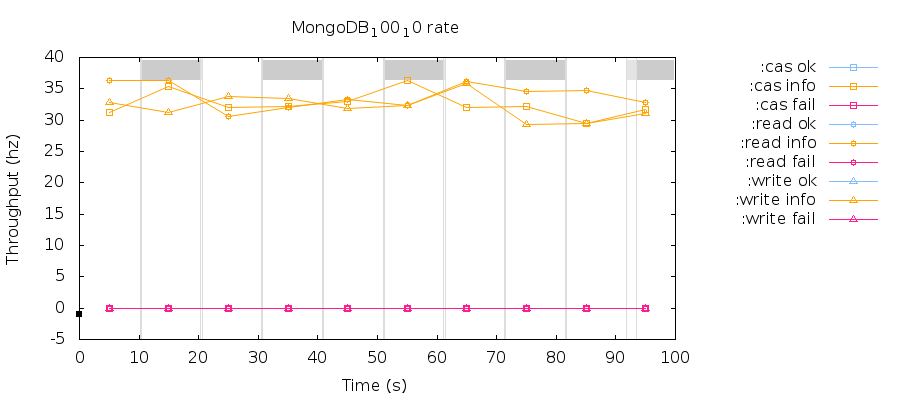 MongoDB₁00₁0 rate
40
35
30
25
20
15
10
5
0
-5
Throughput (hz)
0 10 20 30 40 50 60 70 80 90 100
Time (s)
:cas ok
:cas info
:cas fail
:read ok
:read info
:read fail
:write ok
:write info
:write fail